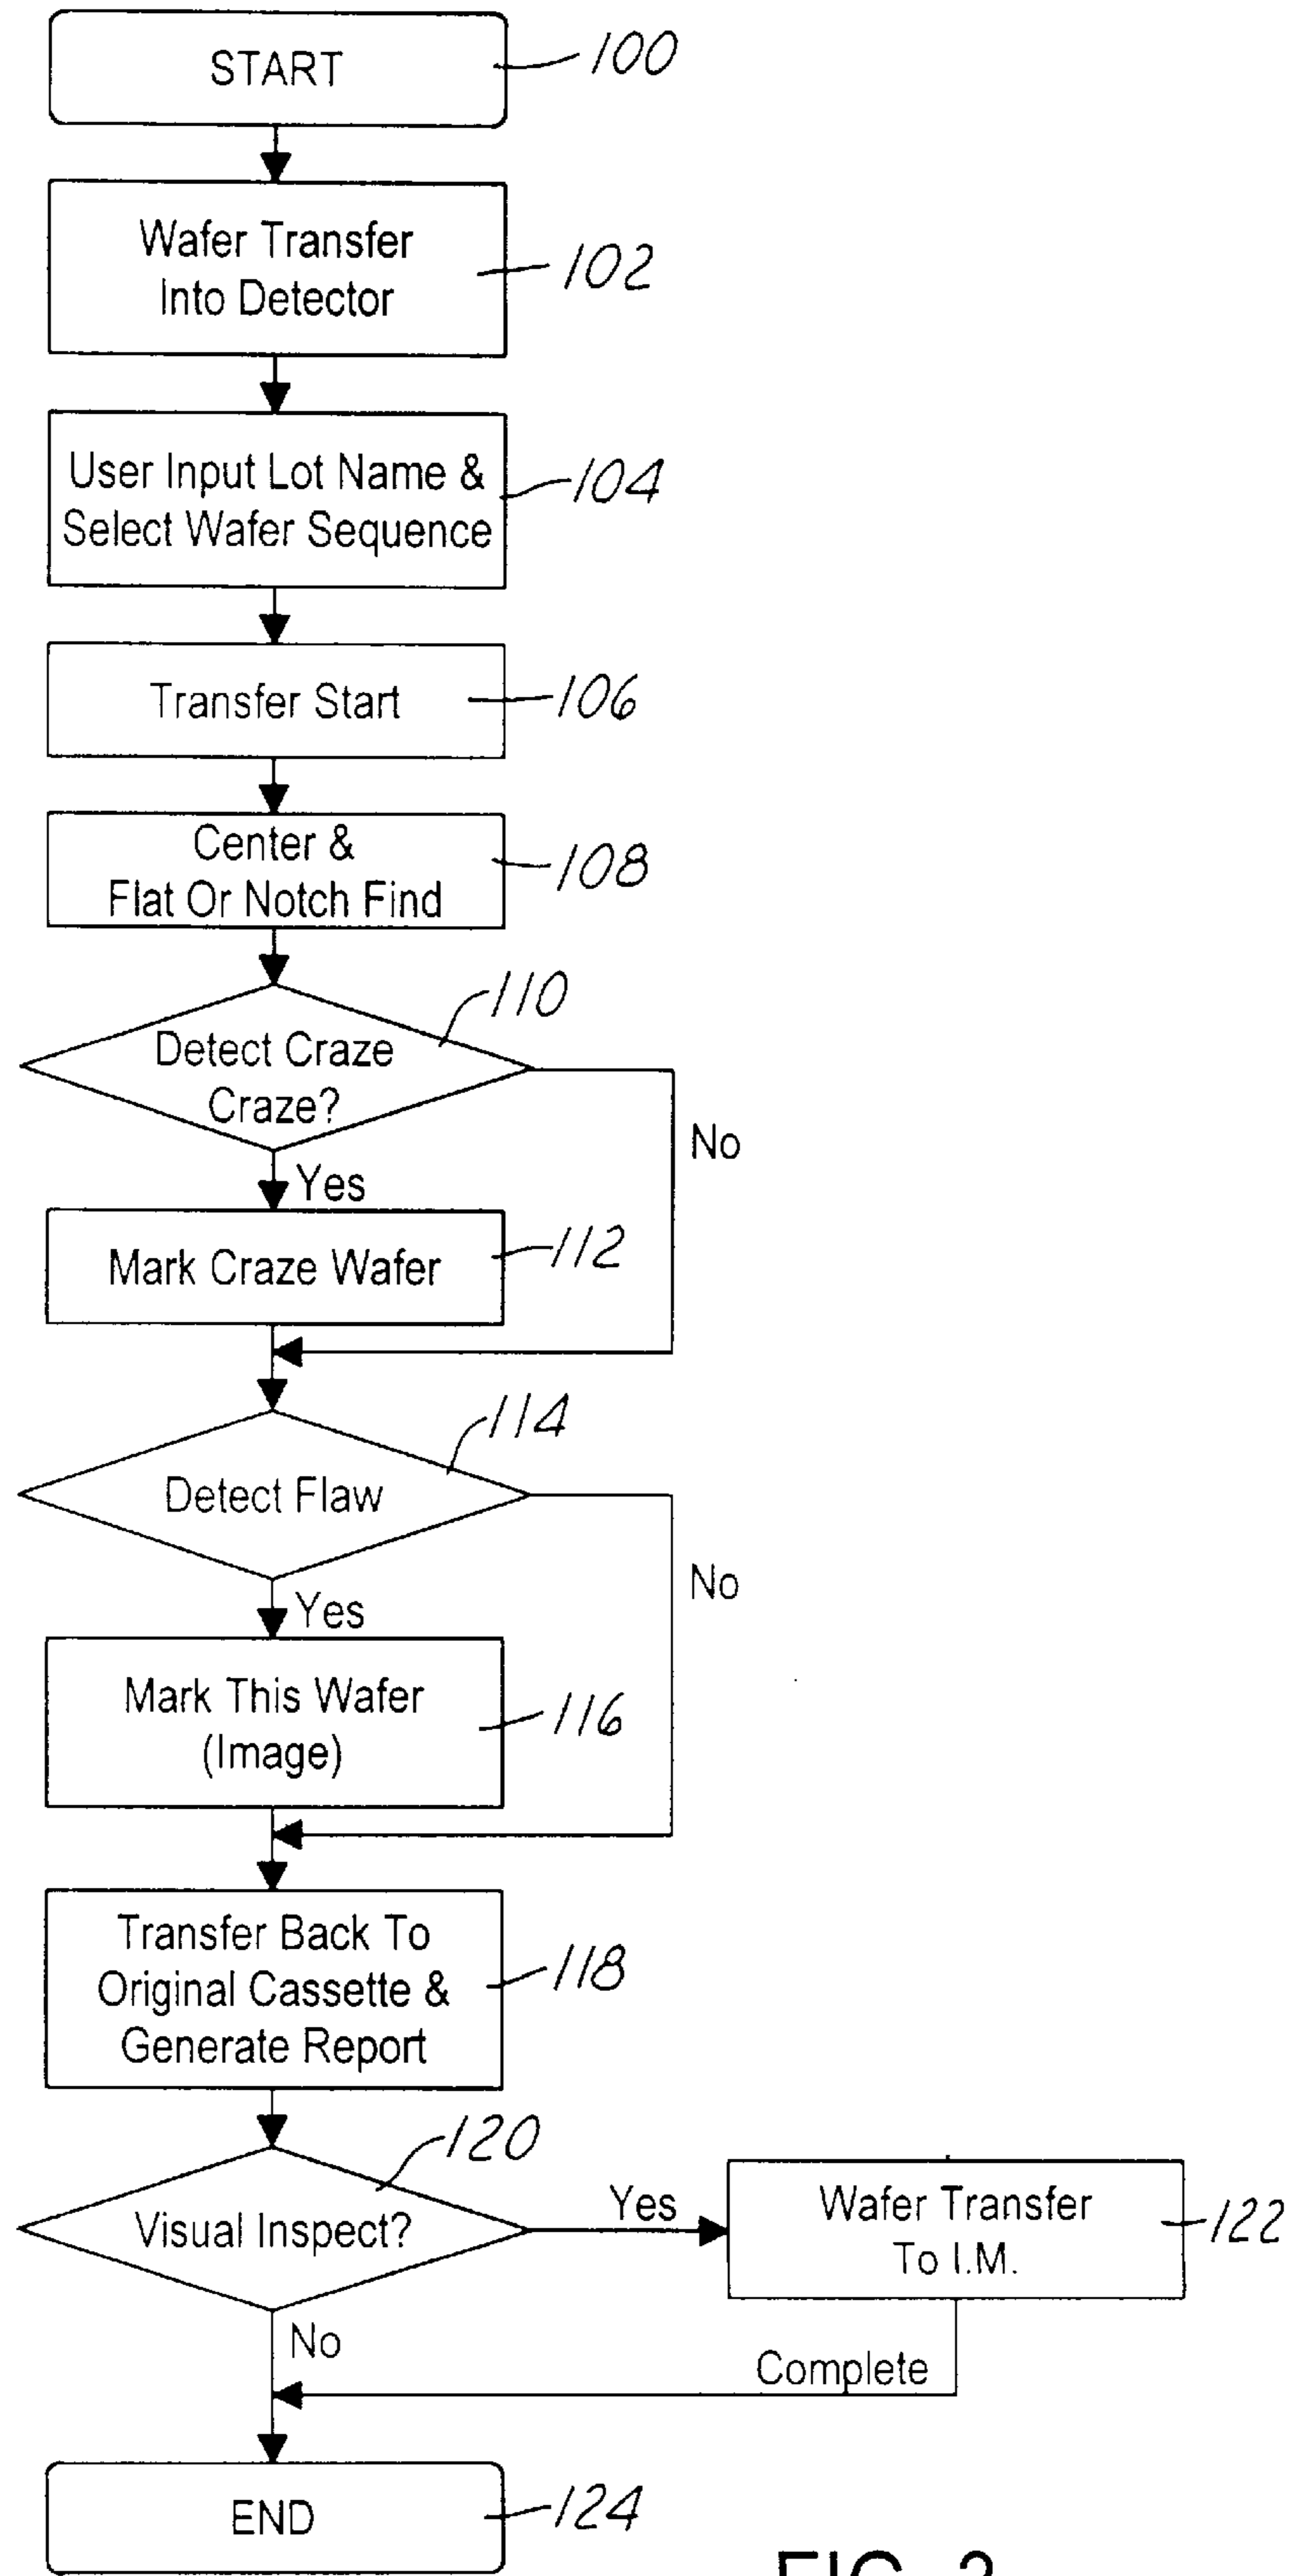 START
100
Wafer Transfer
Into Detector
102
User Input Lot Name &
Select Wafer Sequence
104
Transfer Start
106
Center &
Flat Or Notch Find
108
110
Detect Craze
Craze?
No
Yes
Mark Craze Wafer
112
114
Detect Flaw
No
Yes
Mark This Wafer
(Image)
116
Transfer Back To
Original Cassette &
Generate Report
118
120
Visual Inspect?
Yes
Wafer Transfer
To I.M.
122
No
Complete
END
124